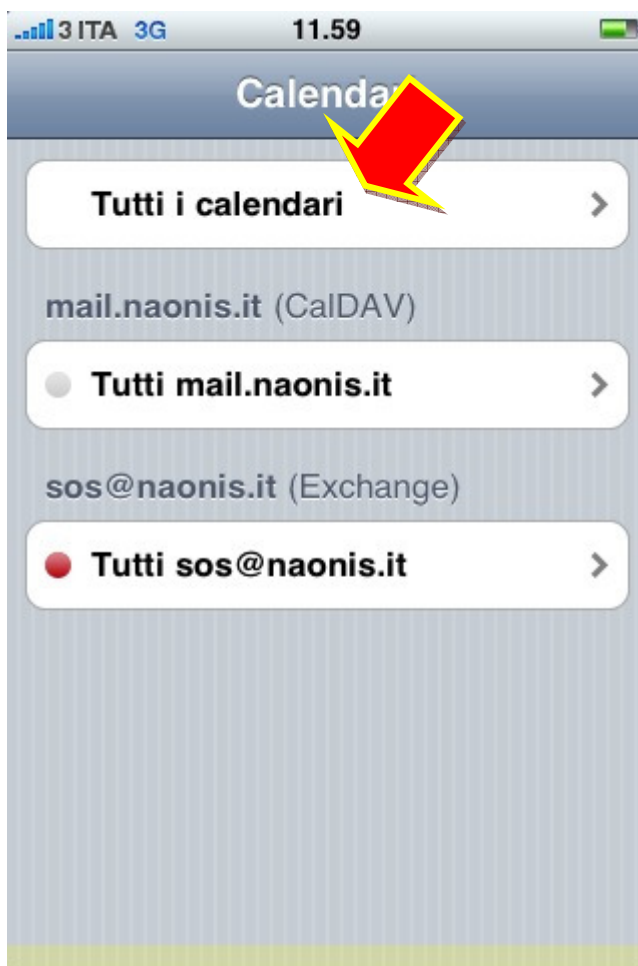 3 ITA 3G 11.59
Tutti i calendari
mail.naonis.it (CalDAV)
Tutti mail.naonis.it
sos@naonis.it (Exchange)
Tutti sos@naonis.it